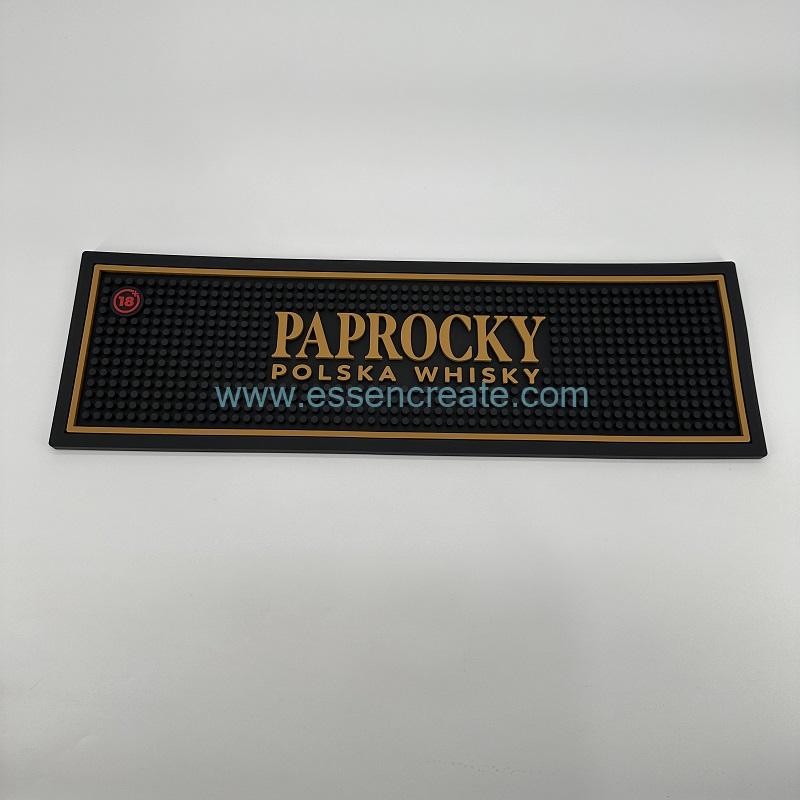 18+
PAPROCKY
POLSKA WHISKY
www.essencreate.com